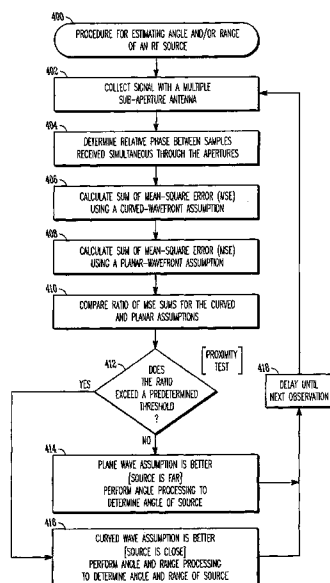 400
PROCEDURE FOR ESTIMATING ANGLE AND/OR RANGE
OF AN RF SOURCE
402
COLLECT SIGNAL WITH A MULTIPLE
SUB-APERTURE ANTENNA
404
DETERMINE RELATIVE PHASE BETWEEN SAMPLES
RECEIVED SIMULTANEOUS THROUGH THE APERTURES
406
CALCULATE SUM OF MEAN-SQUARE ERROR (MSE)
USING A CURVED-WAVEFRONT ASSUMPTION
408
CALCULATE SUM OF MEAN-SQUARE ERROR (MSE)
USING A PLANAR-WAVEFRONT ASSUMPTION
410
COMPARE RATIO OF MSE SUMS FOR THE CURVED
AND PLANAR ASSUMPTIONS
412
DOES
THE RATIO
EXCEED A PREDETERMINED
THRESHOLD
?
[PROXIMITY
TEST]
YES
NO
418
DELAY UNTIL
NEXT OBSERVATION
414
PLANE WAVE ASSUMPTION IS BETTER
[SOURCE IS FAR]
PERFORM ANGLE PROCESSING TO
DETERMINE ANGLE OF SOURCE
416
CURVED WAVE ASSUMPTION IS BETTER
[SOURCE IS CLOSE]
PERFORM ANGLE AND RANGE PROCESSING
TO DETERMINE ANGLE AND RANGE OF SOURCE